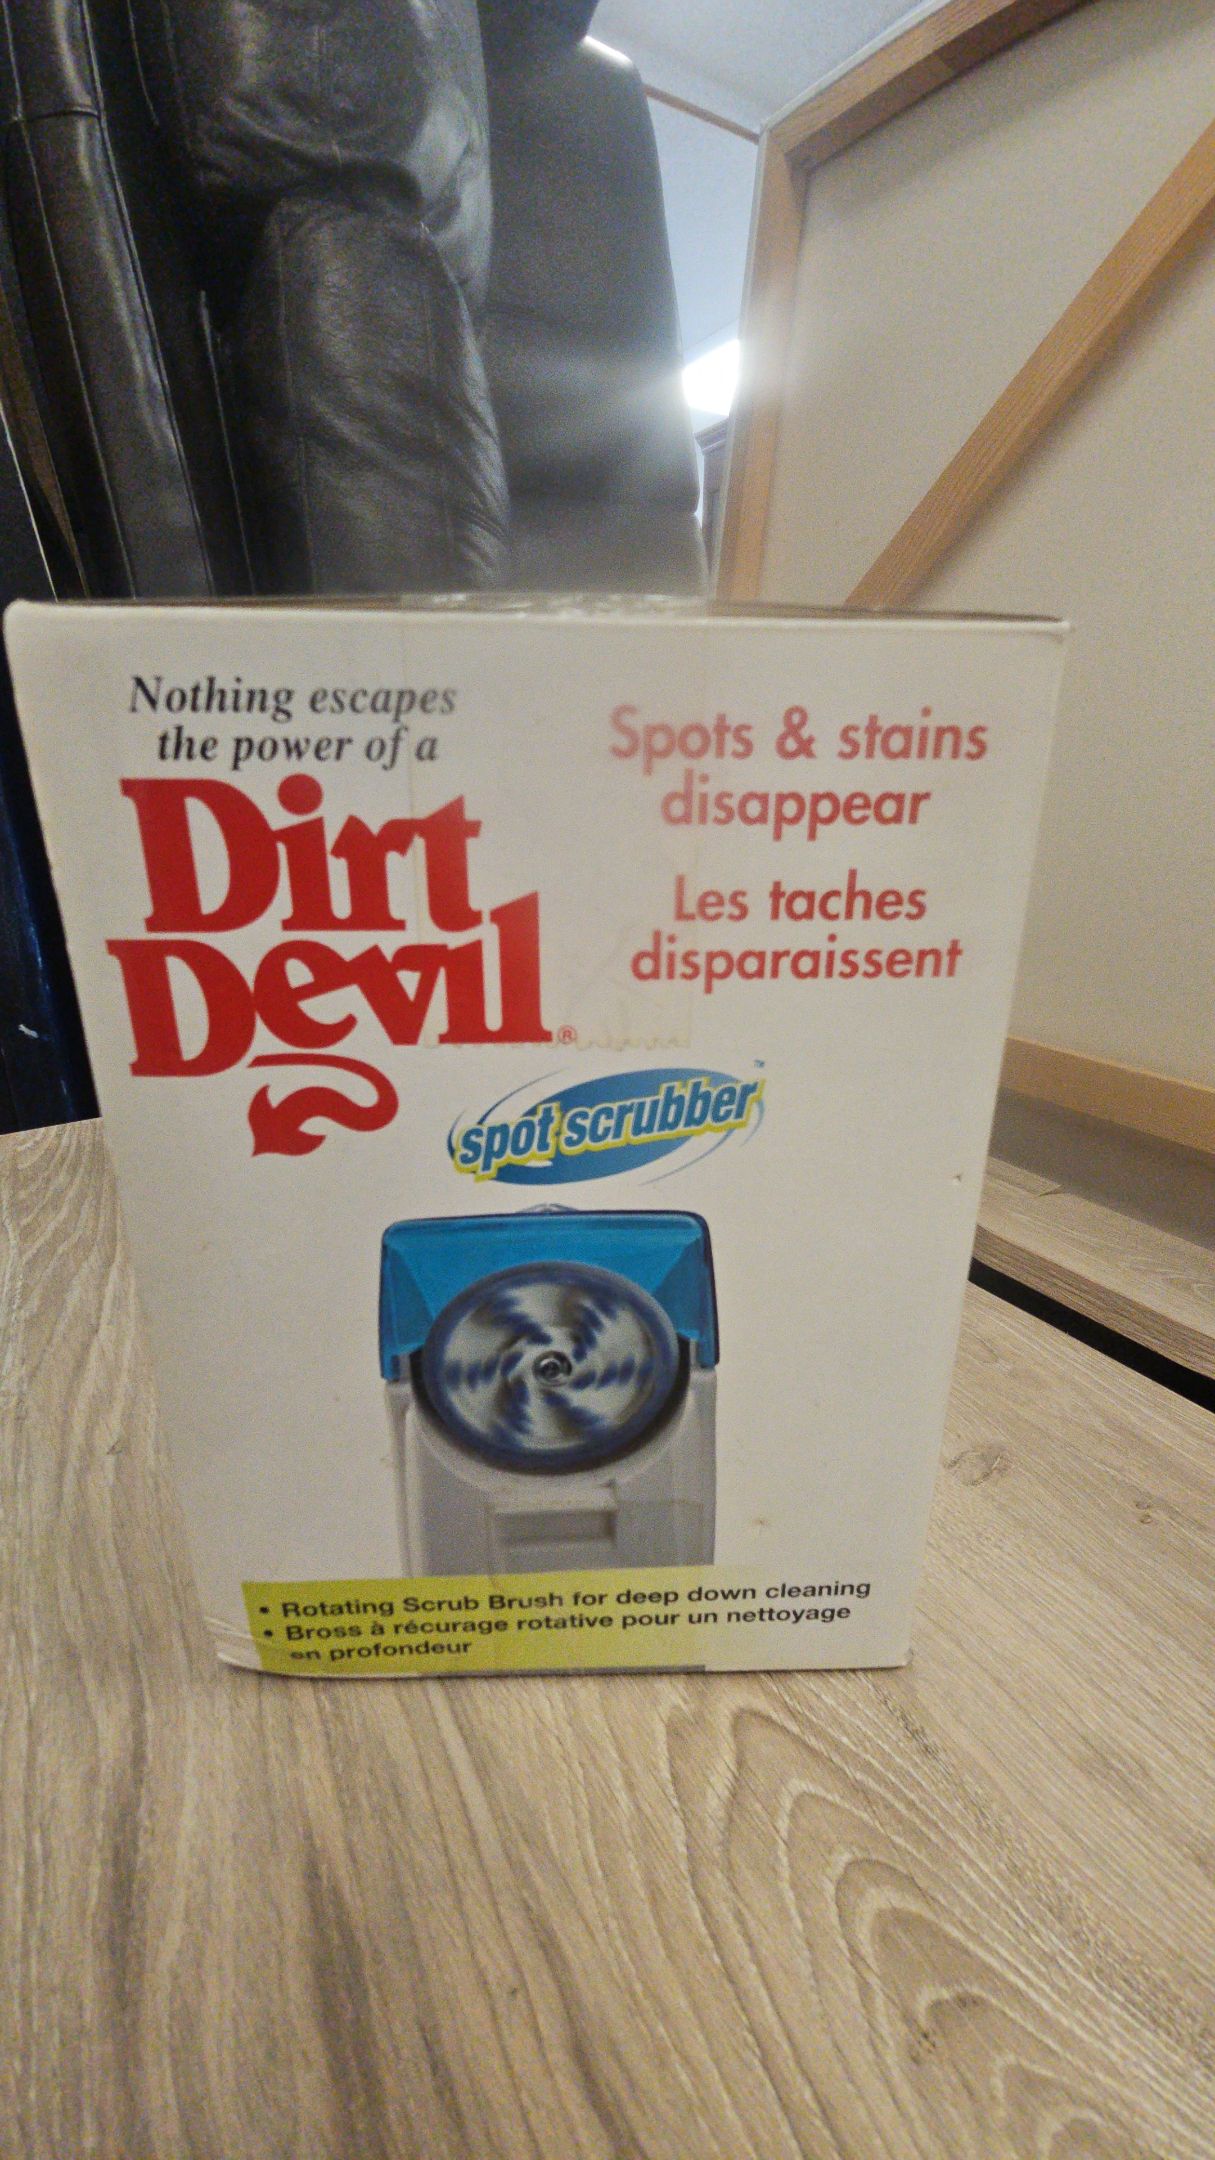 Nothing escapes
the power of a
Dirt
Devil®
Spots & stains
disappear
Les taches
disparaissent
spot scrubber™
• Rotating Scrub Brush for deep down cleaning
• Bross à récurage rotative pour un nettoyage
en profondeur